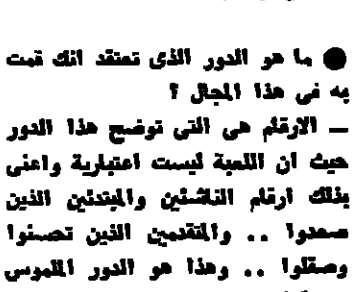 ● ما هو الدور الذى تعتقد انك قمت
به فى هذا المجال ؟
ــ الارقام هى التى توضح هذا الدور
حيث ان اللعبة ليست اعتبارية واعنى
بذلك ارقام الناشئين والمبتدئين الذين
صعدوا .. والمتقدمين الذين تحسنوا
وصقلوا .. وهذا هو الدور الملموس